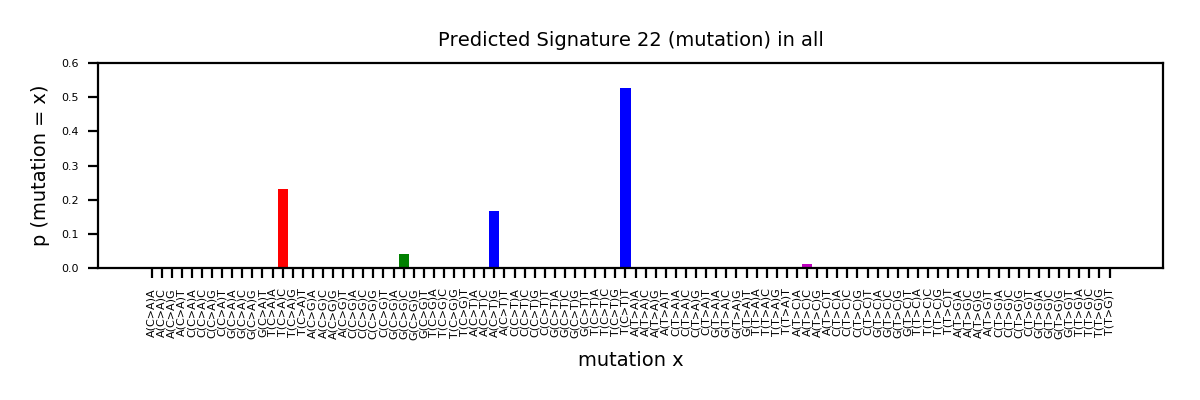 Predicted Signature 22 (mutation) in all
p (mutation = x)
0.6
0.5
0.4
0.3
0.2
0.1
0.0
A(C>A)A
A(C>A)C
A(C>A)G
A(C>A)T
C(C>A)A
C(C>A)C
C(C>A)G
C(C>A)T
G(C>A)A
G(C>A)C
G(C>A)G
G(C>A)T
T(C>A)A
T(C>A)C
T(C>A)G
T(C>A)T
A(C>G)A
A(C>G)C
A(C>G)G
A(C>G)T
C(C>G)A
C(C>G)C
C(C>G)G
C(C>G)T
G(C>G)A
G(C>G)C
G(C>G)G
G(C>G)T
T(C>G)A
T(C>G)C
T(C>G)G
T(C>G)T
A(C>T)A
A(C>T)C
A(C>T)G
A(C>T)T
C(C>T)A
C(C>T)C
C(C>T)G
C(C>T)T
G(C>T)A
G(C>T)C
G(C>T)G
G(C>T)T
T(C>T)A
T(C>T)C
T(C>T)G
T(C>T)T
A(T>A)A
A(T>A)C
A(T>A)G
A(T>A)T
C(T>A)A
C(T>A)C
C(T>A)G
C(T>A)T
G(T>A)A
G(T>A)C
G(T>A)G
G(T>A)T
T(T>A)A
T(T>A)C
T(T>A)G
T(T>A)T
A(T>C)A
A(T>C)C
A(T>C)G
A(T>C)T
C(T>C)A
C(T>C)C
C(T>C)G
C(T>C)T
G(T>C)A
G(T>C)C
G(T>C)G
G(T>C)T
T(T>C)A
T(T>C)C
T(T>C)G
T(T>C)T
A(T>G)A
A(T>G)C
A(T>G)G
A(T>G)T
C(T>G)A
C(T>G)C
C(T>G)G
C(T>G)T
G(T>G)A
G(T>G)C
G(T>G)G
G(T>G)T
T(T>G)A
T(T>G)C
T(T>G)G
T(T>G)T
mutation x